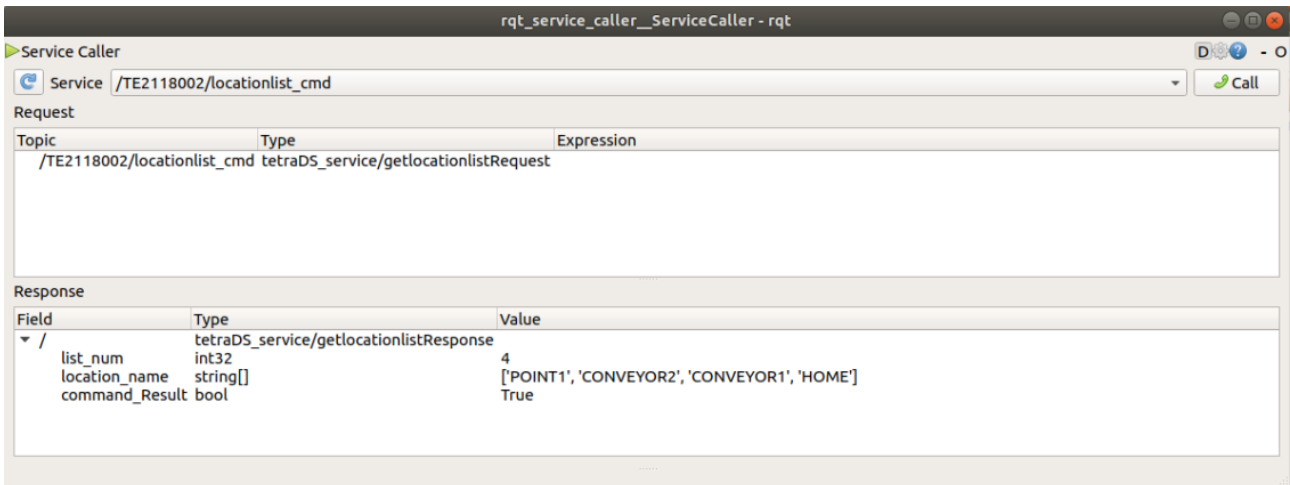 rqt_service_caller__ServiceCaller - rqt
Service Caller D ? - O
Service /TE2118002/locationlist_cmd Call
Request
Topic Type Expression
/TE2118002/locationlist_cmd tetraDS_service/getlocationlistRequest
Response
Field Type Value
/ tetraDS_service/getlocationlistResponse
list_num int32 4
location_name string[] ['POINT1', 'CONVEYOR2', 'CONVEYOR1', 'HOME']
command_Result bool True